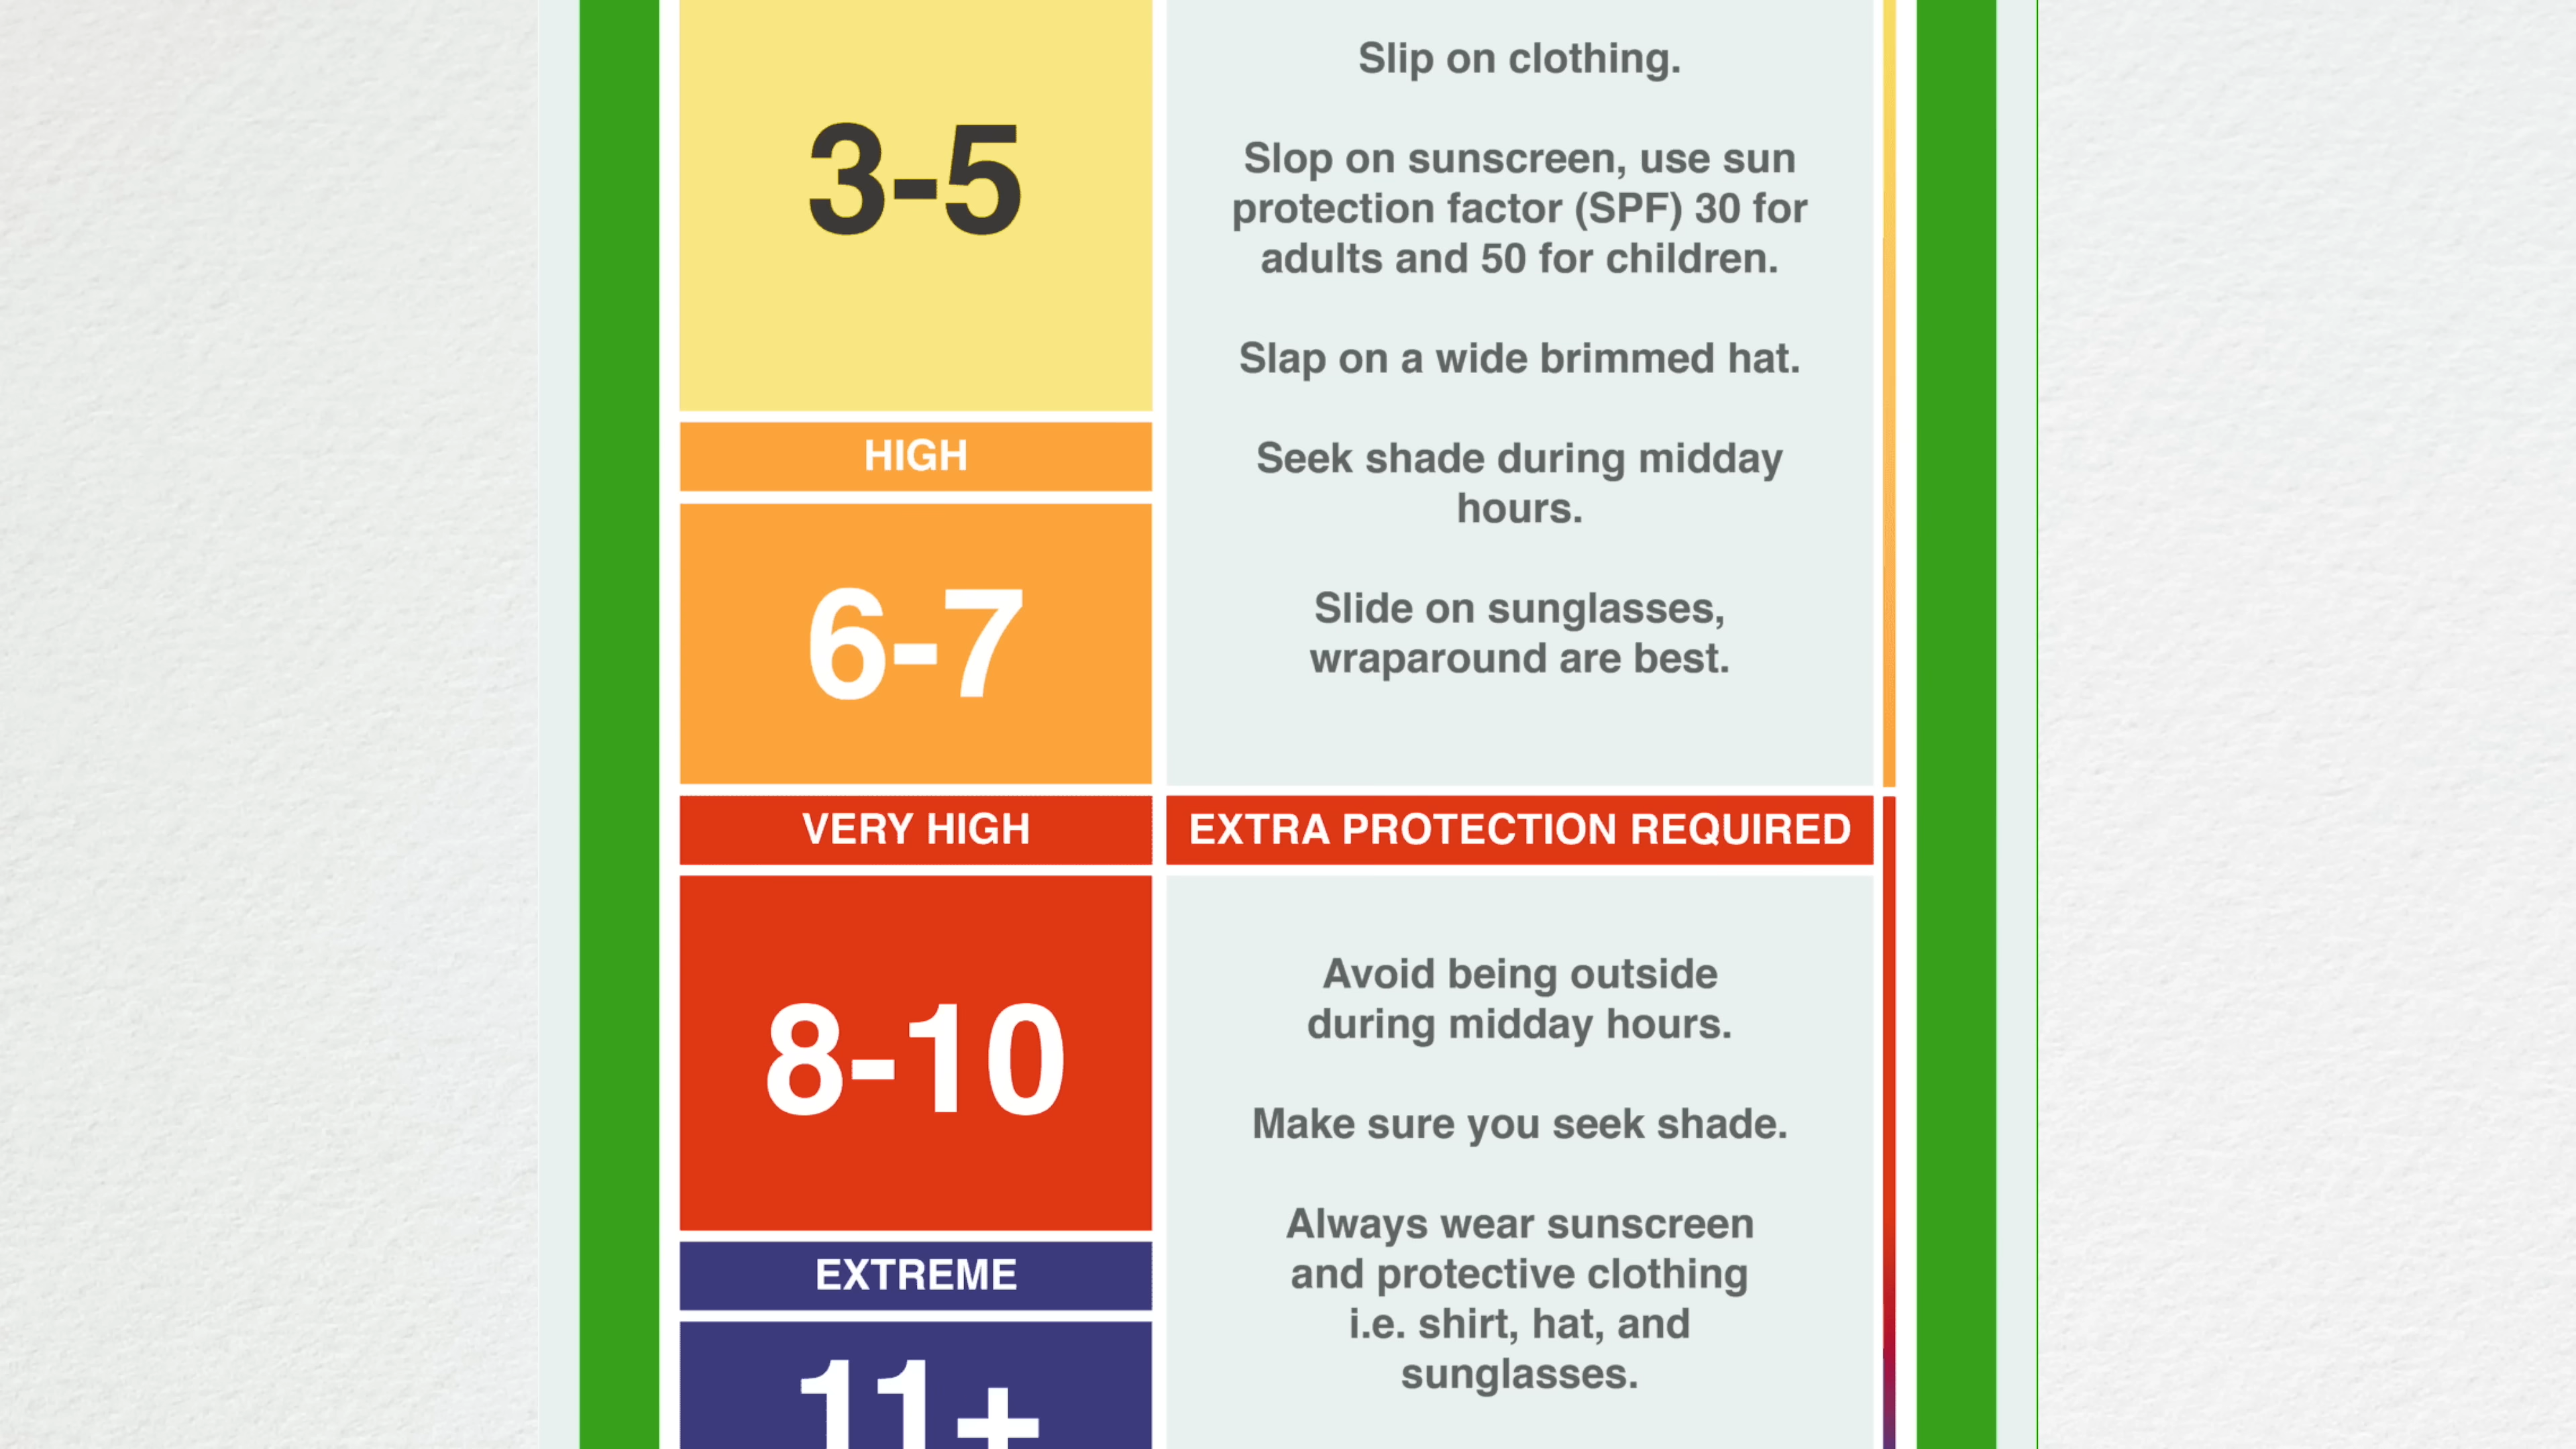 3-5
Slip on clothing.
Slop on sunscreen, use sun
protection factor (SPF) 30 for
adults and 50 for children.
Slap on a wide brimmed hat.
HIGH
Seek shade during midday
hours.
6-7
Slide on sunglasses,
wraparound are best.
VERY HIGH
EXTRA PROTECTION REQUIRED
8-10
Avoid being outside
during midday hours.
Make sure you seek shade.
Always wear sunscreen
and protective clothing
i.e. shirt, hat, and
sunglasses.
EXTREME
11+